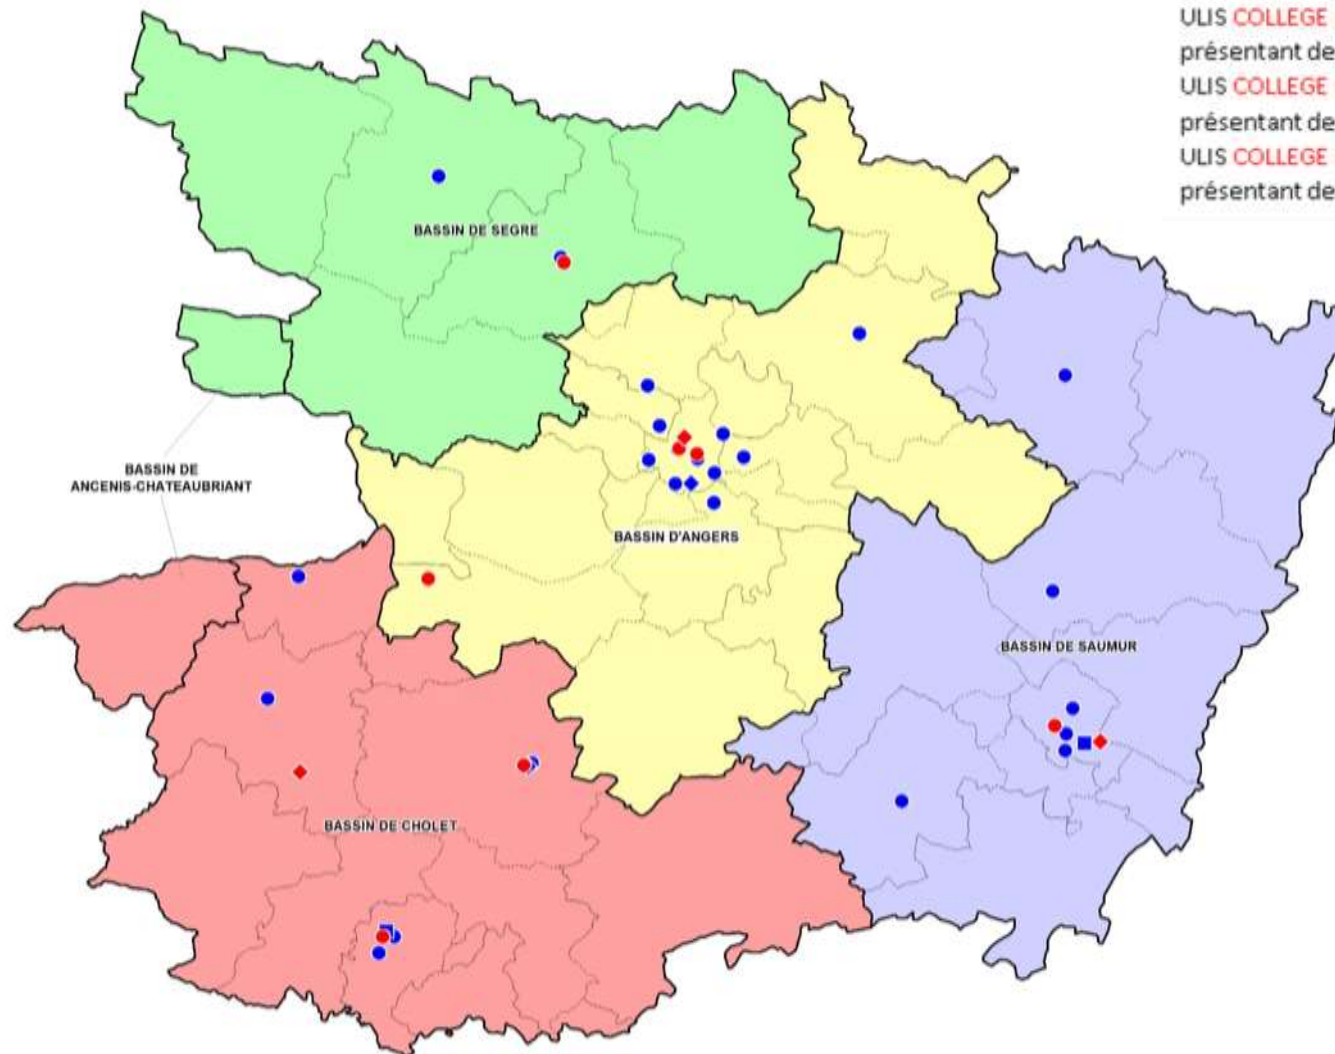 ULIS COLLEGE
présentant de
ULIS COLLEGE
présentant de
ULIS COLLEGE
présentant de
BASSIN DE SEGRE
BASSIN DE
ANCENIS-CHATEAUBRIANT
BASSIN D'ANGERS
BASSIN DE SAUMUR
BASSIN DE CHOLET